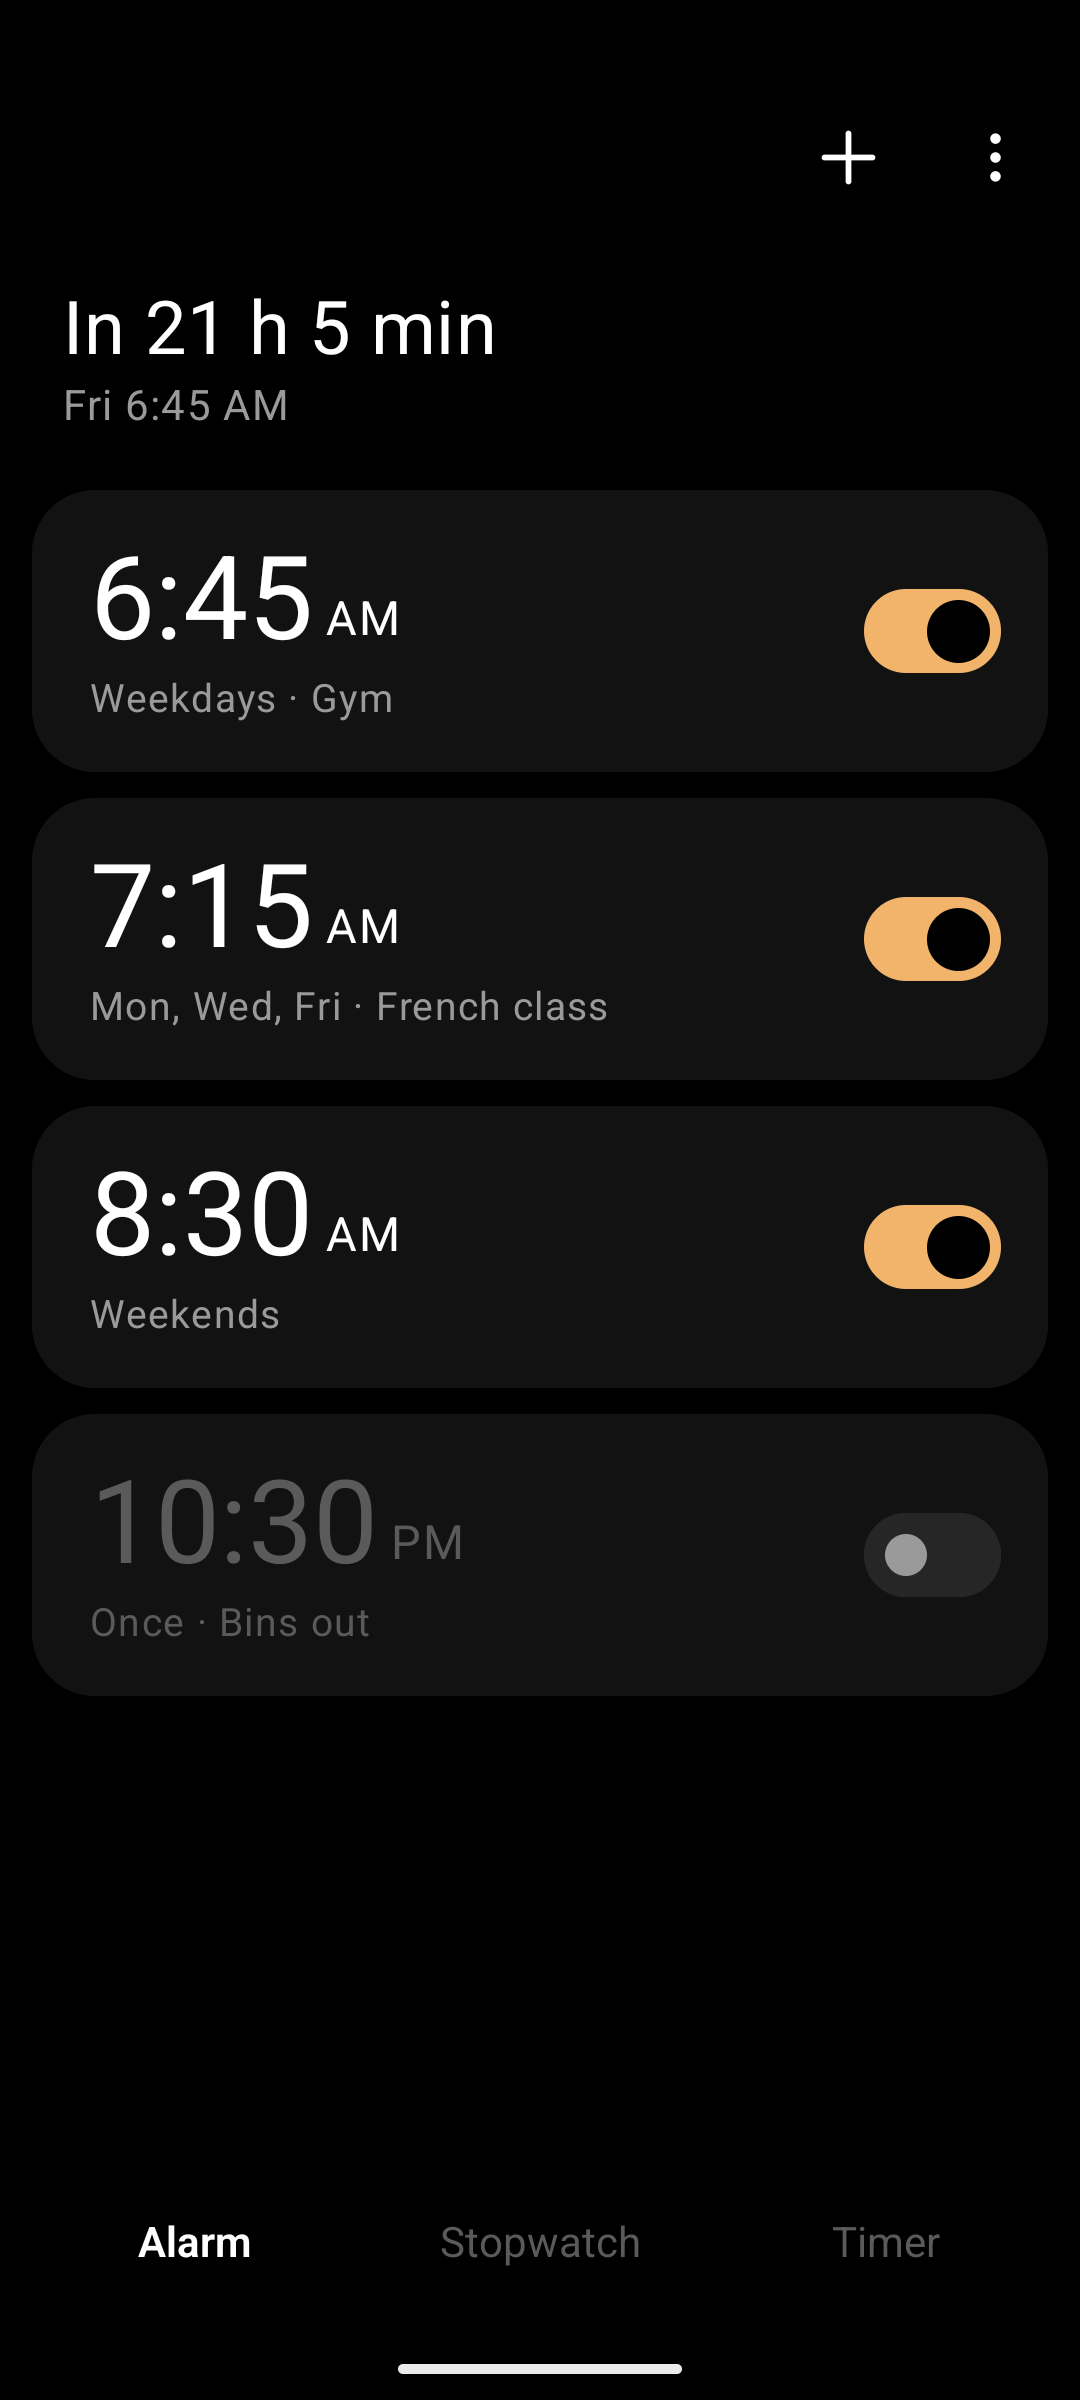 In 21 h 5 min
Fri 6:45 AM
6:45 AM
Weekdays · Gym
7:15 AM
Mon, Wed, Fri · French class
8:30 AM
Weekends
10:30 PM
Once · Bins out
Alarm Stopwatch Timer